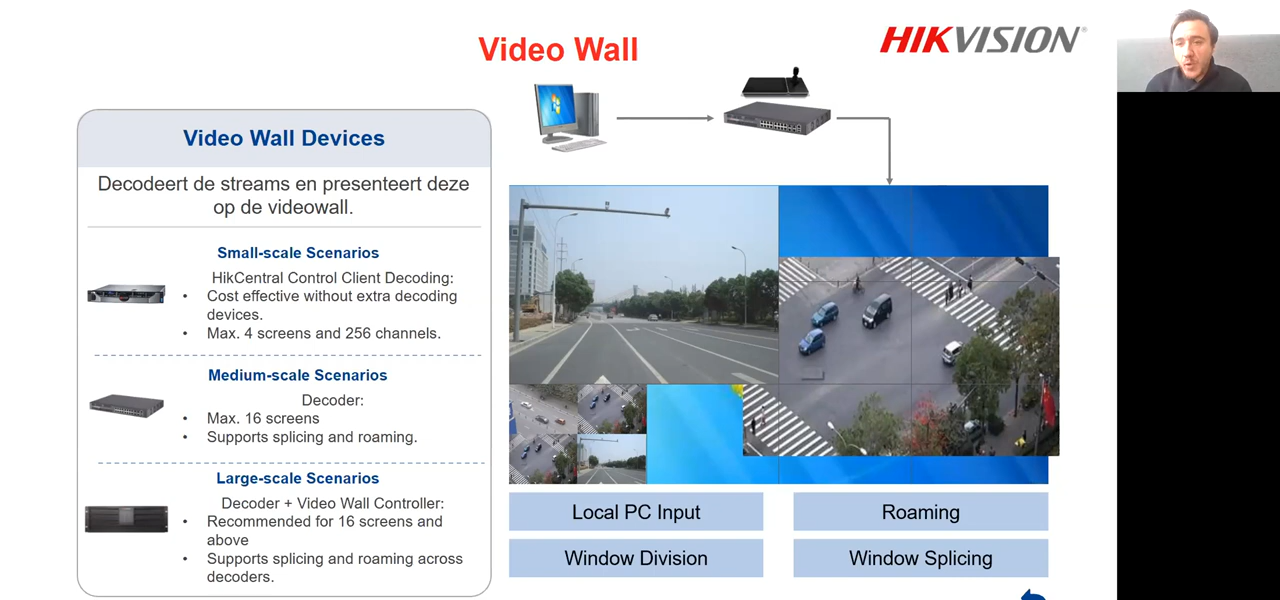 Video Wall
HIKVISION®
Video Wall Devices
Decodeert de streams en presenteert deze
op de videowall.
Small-scale Scenarios
HikCentral Control Client Decoding:
• Cost effective without extra decoding
devices.
• Max. 4 screens and 256 channels.
Medium-scale Scenarios
Decoder:
• Max. 16 screens
• Supports splicing and roaming.
Large-scale Scenarios
Decoder + Video Wall Controller:
• Recommended for 16 screens and
above
• Supports splicing and roaming across
decoders.
Local PC Input
Roaming
Window Division
Window Splicing